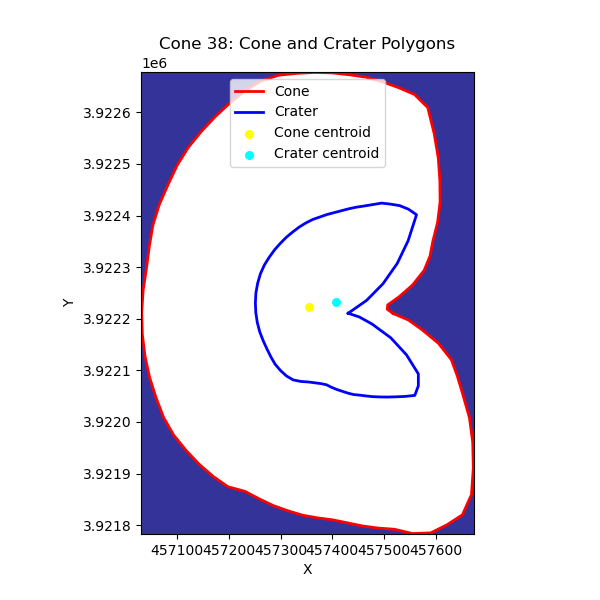 Cone 38: Cone and Crater Polygons
1e6
Cone
Crater
Cone centroid
Crater centroid
3.9226
3.9225
3.9224
3.9223
3.9222
3.9221
3.9220
3.9219
3.9218
Y
457100457200457300457400457500457600
X